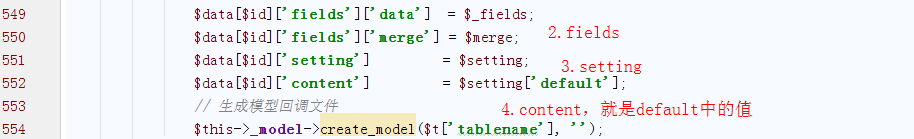 549 $data[$id]['fields']['data'] = $_fields;
550 $data[$id]['fields']['merge'] = $merge; 2.fields
551 $data[$id]['setting'] = $setting; 3.setting
552 $data[$id]['content'] = $setting['default'];
553 // 生成模型回调文件 4.content，就是default中的值
554 $this->_model->create_model($t['tablename'], '');